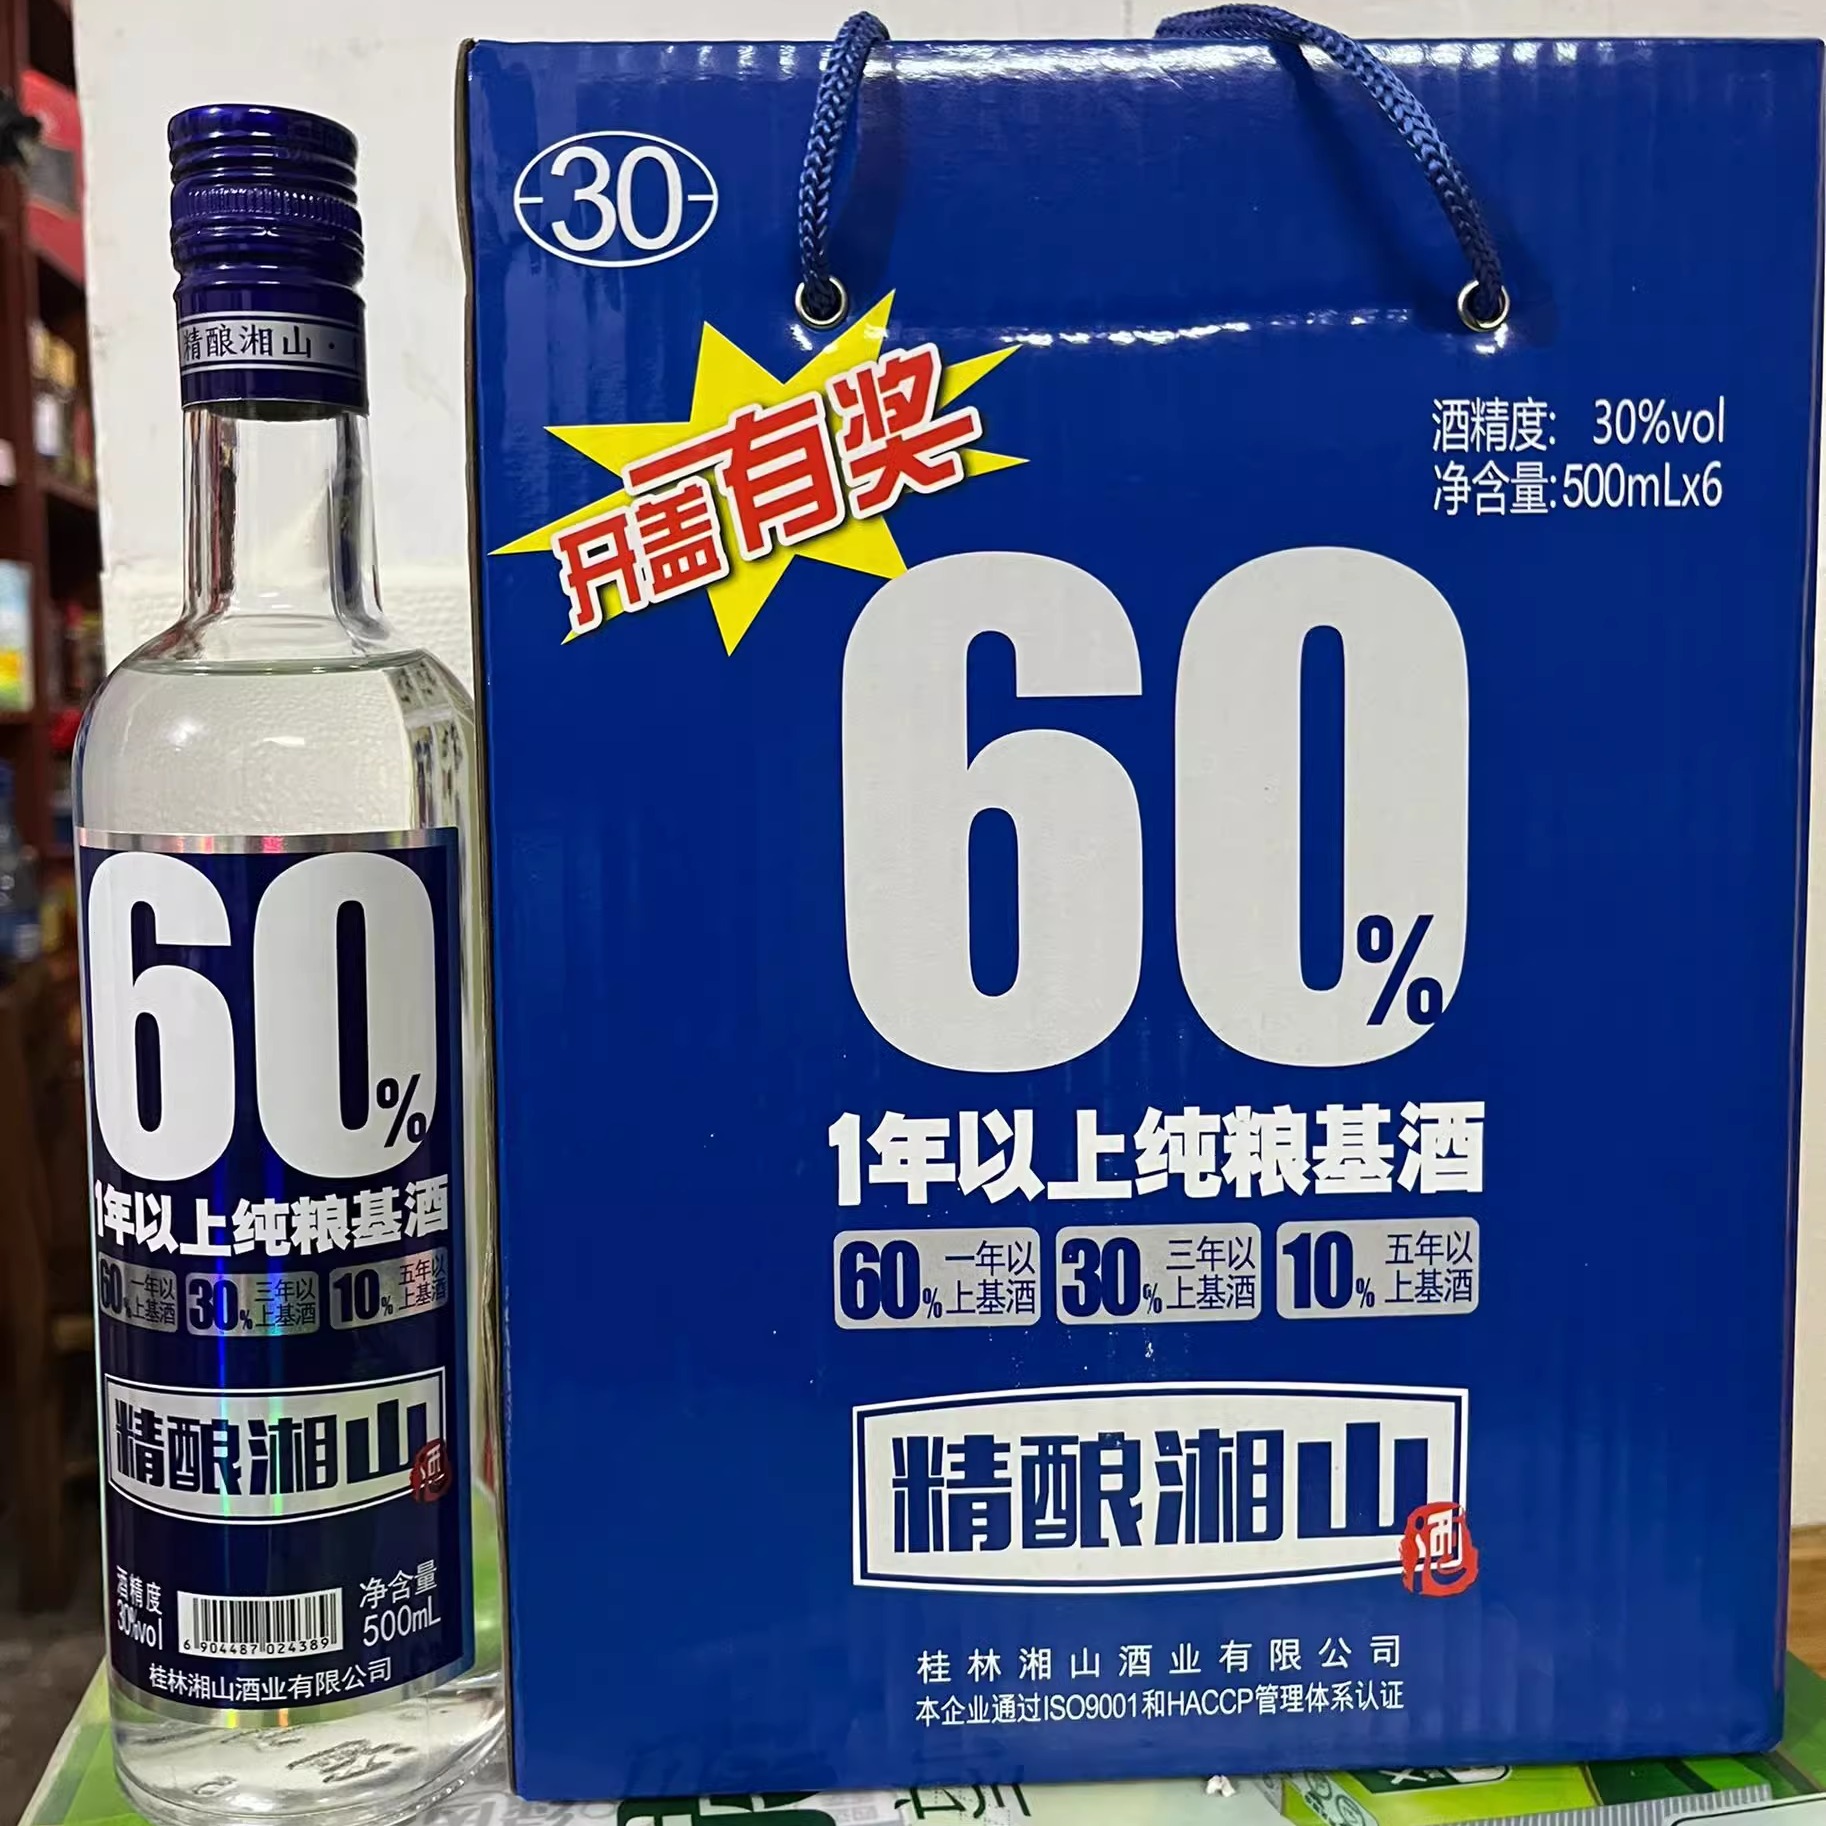 精酿湘山·
60%
1年以上纯粮基酒
60% 一年以上基酒 30% 三年以上基酒 10% 五年以上基酒
精酿湘山
酒
酒精度 30%vol
6 904487 024389
净含量 500mL
桂林湘山酒业有限公司
30
开盖有奖
酒精度: 30%vol
净含量:500mLx6
60%
1年以上纯粮基酒
60% 一年以上基酒 30% 三年以上基酒 10% 五年以上基酒
精酿湘山
酒
桂林湘山酒业有限公司
本企业通过ISO9001和HACCP管理体系认证